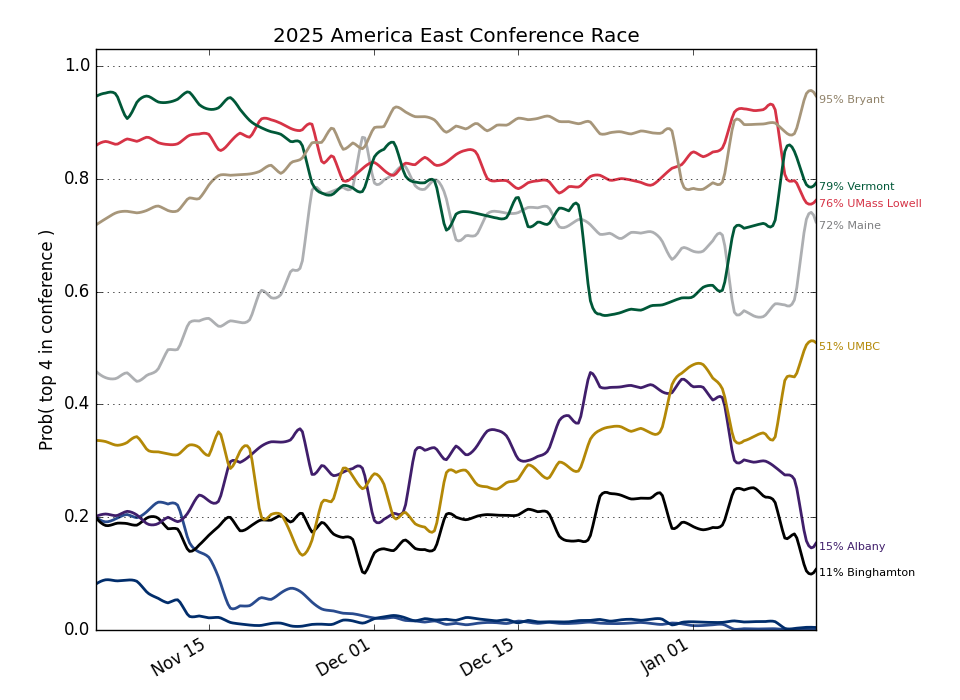 2025 America East Conference Race
Prob( top 4 in conference )
1.0
0.8
0.6
0.4
0.2
0.0
Nov 15
Dec 01
Dec 15
Jan 01
95% Bryant
79% Vermont
76% UMass Lowell
72% Maine
51% UMBC
15% Albany
11% Binghamton